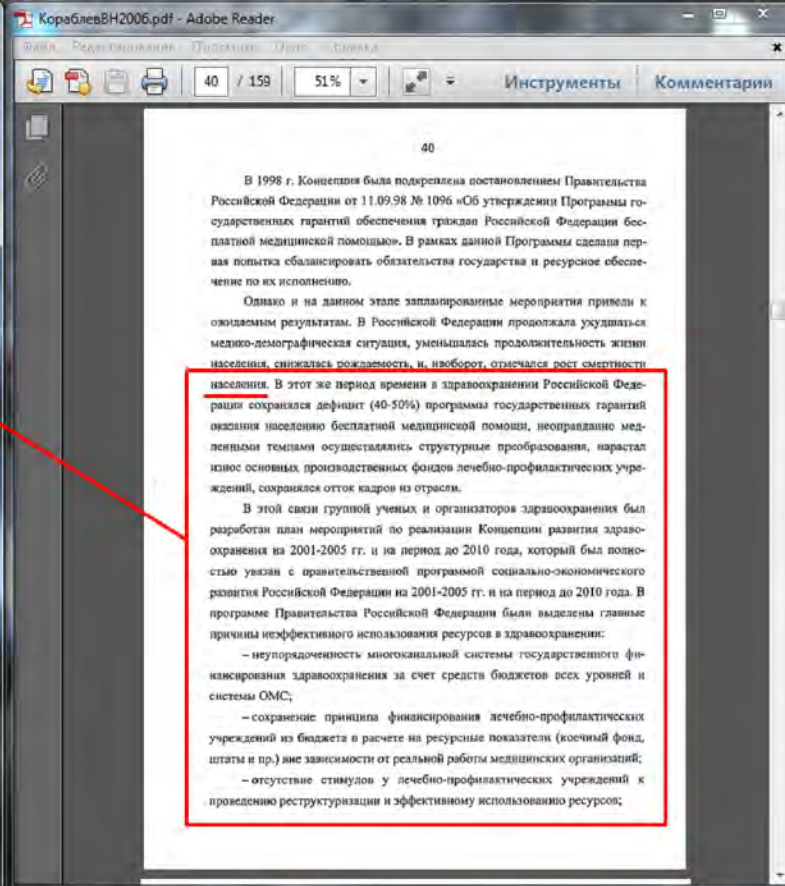 КораблевВН2006.pdf - Adobe Reader
40 / 159 51% Инструменты Комментарии
40
В 1998 г. Концепция была подкреплена постановлением Правительства
Российской Федерации от 11.09.98 № 1096 «Об утверждении Программы го-
сударственных гарантий обеспечения граждан Российской Федерации бес-
платной медицинской помощью». В рамках данной Программы сделана пер-
вая попытка сбалансировать обязательства государства и ресурсное обеспе-
чение по их исполнению.
Однако и на данном этапе запланированные мероприятия привели к
ожидаемым результатам. В Российской Федерации продолжала ухудшаться
медико-демографическая ситуация, уменьшалась продолжительность жизни
населения, снижалась рождаемость, и, наоборот, отмечался рост смертности
населения. В этот же период времени в здравоохранении Российской Феде-
рации сохранялся дефицит (40-50%) программы государственных гарантий
оказания населению бесплатной медицинской помощи, неоправданно мед-
ленными темпами осуществлялись структурные преобразования, нарастал
износ основных производственных фондов лечебно-профилактических учре-
ждений, сохранялся отток кадров из отрасли.
В этой связи группой ученых и организаторов здравоохранения был
разработан план мероприятий по реализации Концепции развития здраво-
охранения на 2001-2005 гг. и на период до 2010 года, который был полно-
стью увязан с правительственной программой социально-экономического
развития Российской Федерации на 2001-2005 гг. и на период до 2010 года. В
программе Правительства Российской Федерации были выделены главные
причины неэффективного использования ресурсов в здравоохранении:
– неупорядоченность многоканальной системы государственного фи-
нансирования здравоохранения за счет средств бюджетов всех уровней и
системы ОМС;
– сохранение принципа финансирования лечебно-профилактических
учреждений из бюджета в расчете на ресурсные показатели (коечный фонд,
штаты и пр.) вне зависимости от реальной работы медицинских организаций;
– отсутствие стимулов у лечебно-профилактических учреждений к
проведению реструктуризации и эффективному использованию ресурсов;